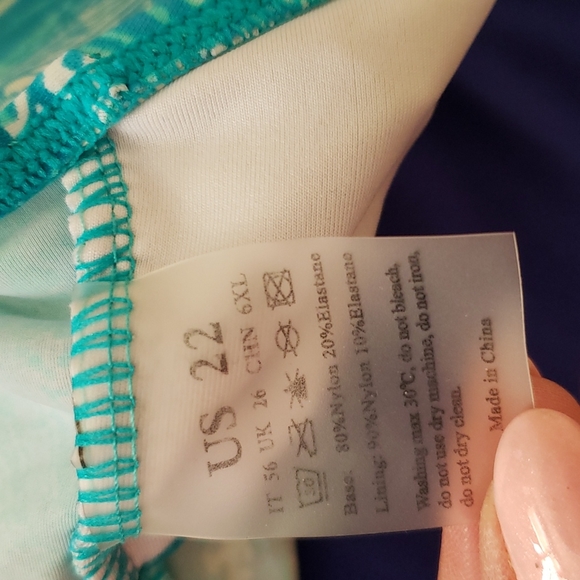 US 22
IT 56 UK 26 CHN 6XL
30
Base: 80%Nylon 20%Elastane
Lining: 90%Nylon 10%Elastane
Washing max 30℃, do not bleach,
do not use dry machine, do not iron,
do not dry clean.
Made in China